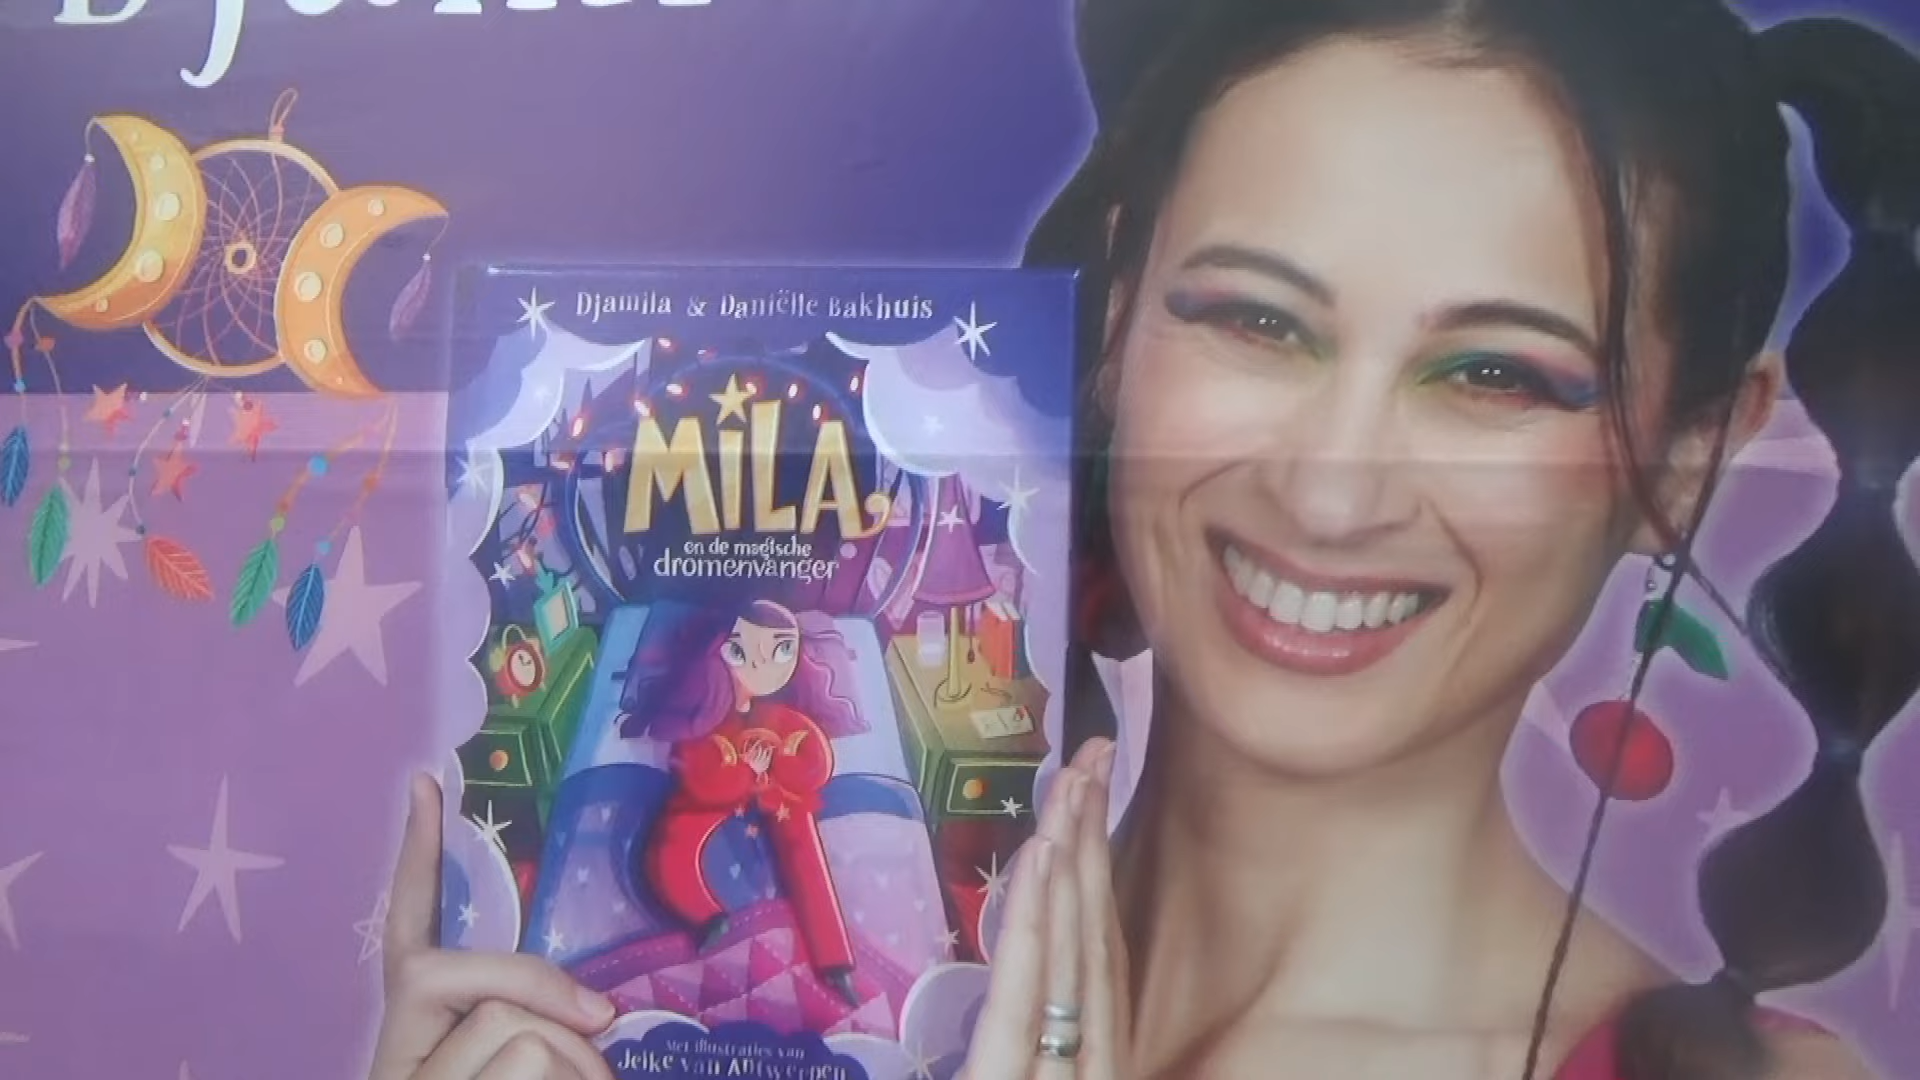 Djamila & Daniëlle Bakhuis
MiLA,
en de magische
dromenvanger
Met illustraties van
Jelke van Antwerpen